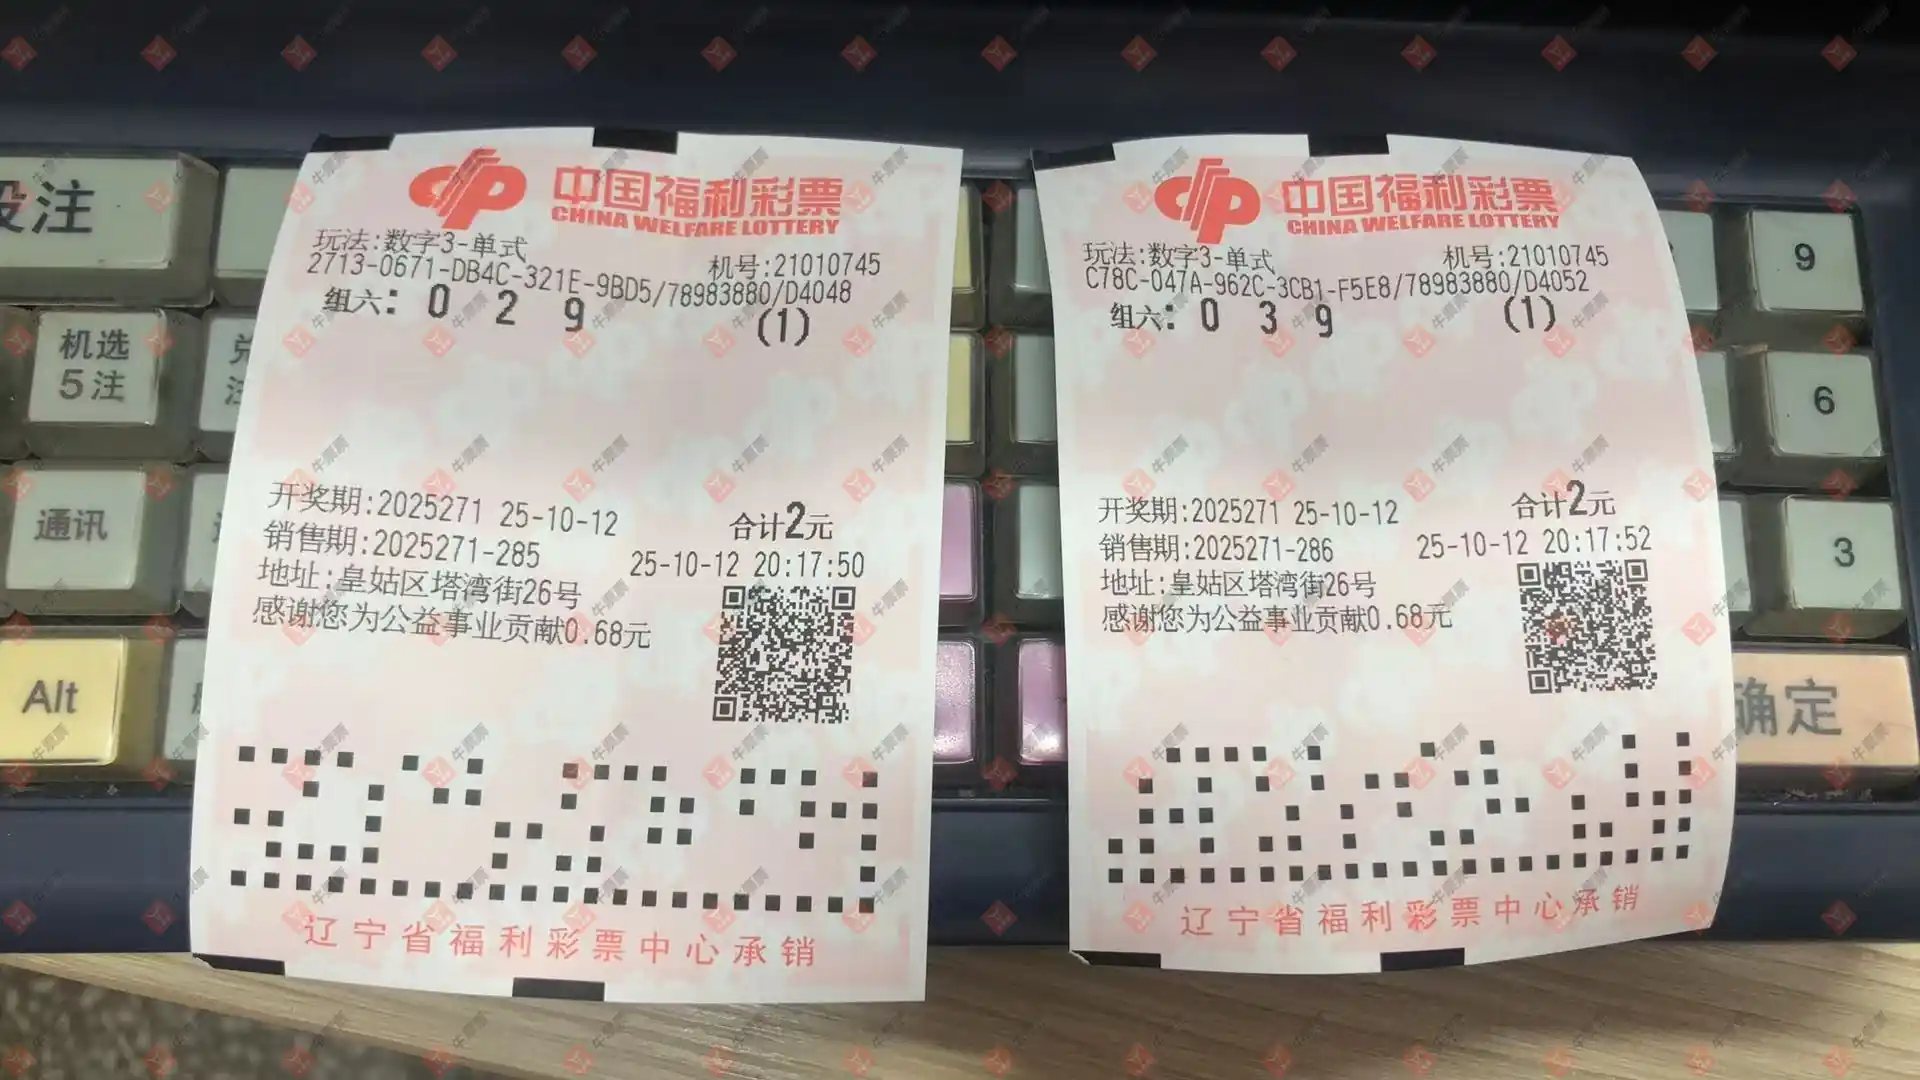 中国福利彩票
CHINA WELFARE LOTTERY
玩法:数字3-单式
机号:21010745
2713-0671-DB4C-321E-9BD5/78983880/D4048
组六: 0 2 9 (1)
开奖期:2025271 25-10-12
合计2元
销售期:2025271-285
25-10-12 20:17:50
地址:皇姑区塔湾街26号
感谢您为公益事业贡献0.68元
辽宁省福利彩票中心承销
中国福利彩票
CHINA WELFARE LOTTERY
玩法:数字3-单式
机号:21010745
C78C-047A-962C-3CB1-F5E8/78983880/D4052
组六: 0 3 9 (1)
开奖期:2025271 25-10-12
合计2元
销售期:2025271-286
25-10-12 20:17:52
地址:皇姑区塔湾街26号
感谢您为公益事业贡献0.68元
辽宁省福利彩票中心承销
投注
机选
5注
通讯
Alt
9
6
3
确定
牛票票